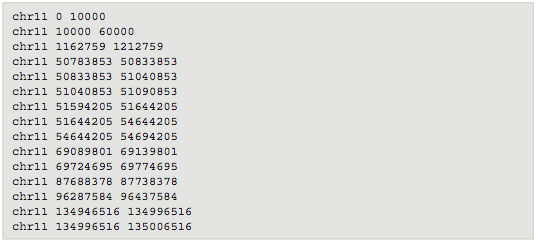 chr11 0 10000
chr11 10000 60000
chr11 1162759 1212759
chr11 50783853 50833853
chr11 50833853 51040853
chr11 51040853 51090853
chr11 51594205 51644205
chr11 51644205 54644205
chr11 54644205 54694205
chr11 69089801 69139801
chr11 69724695 69774695
chr11 87688378 87738378
chr11 96287584 96437584
chr11 134946516 134996516
chr11 134996516 135006516